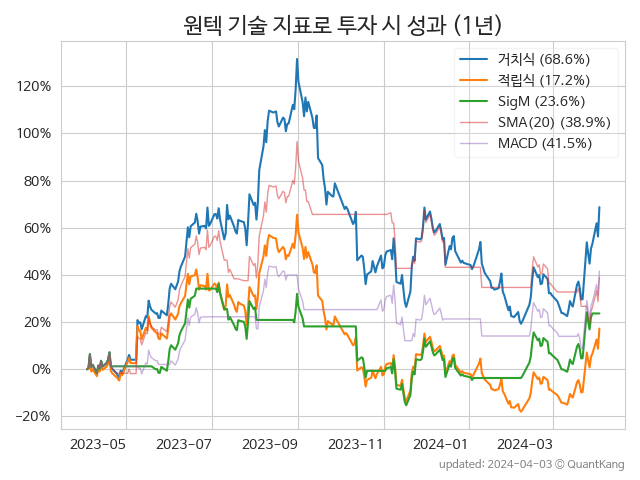 원텍 기술 지표로 투자 시 성과 (1년)
거치식 (68.6%)
적립식 (17.2%)
SigM (23.6%)
SMA(20) (38.9%)
MACD (41.5%)
120%
100%
80%
60%
40%
20%
0%
−20%
2023-05 2023-07 2023-09 2023-11 2024-01 2024-03
updated: 2024-04-03 © QuantKang